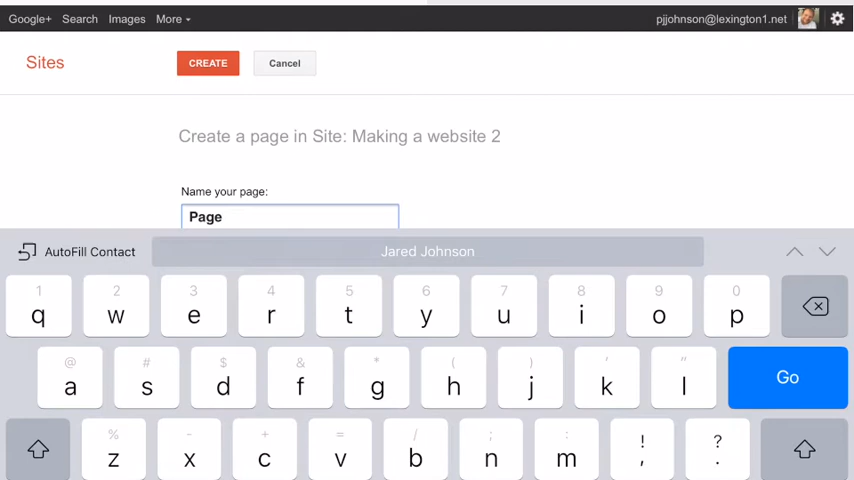 Google+ Search Images More pjjohnson@lexington1.net
Sites CREATE Cancel
Create a page in Site: Making a website 2
Name your page:
Page
AutoFill Contact Jared Johnson
1 2 3 4 5 6 7 8 9 0
q w e r t y u i o p
@ # $ & * ( ) ' "
a s d f g h j k l Go
% - + = / ; : ! ?
z x c v b n m , .